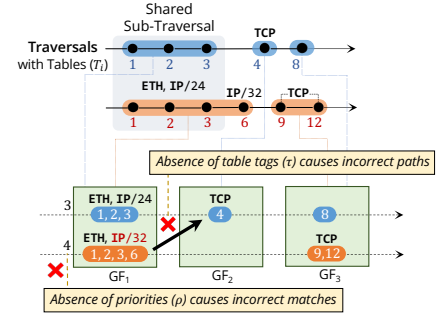 Shared
Sub-Traversal
Traversals
with Tables (Ti)
TCP
1 2 3 4 8
ETH, IP/24
IP/32
TCP
1 2 3 6 9 12
Absence of table tags (τ) causes incorrect paths
ETH, IP/24
TCP
3
1, 2, 3
4
8
ETH, IP/32
TCP
4
1, 2, 3, 6
9,12
GF1
GF2
GF3
Absence of priorities (ρ) causes incorrect matches